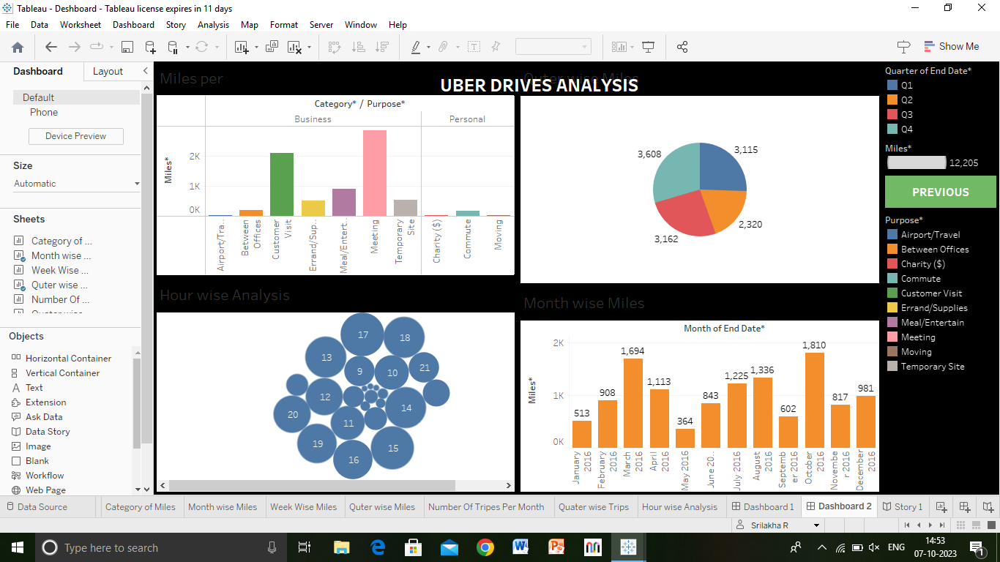 Tableau - Dashboard - Tableau license expires in 11 days
File Data Worksheet Dashboard Story Analysis Map Format Server Window Help
Show Me
Dashboard Layout
Default
Phone
Device Preview
Size
Automatic
Sheets
Category of ...
Month wise ...
Week Wise ...
Quter wise ...
Number Of ...
Objects
Horizontal Container
Vertical Container
Text
Extension
Ask Data
Data Story
Image
Blank
Workflow
Web Page
UBER DRIVES ANALYSIS
Miles per
Category* / Purpose*
Business Personal
Miles*
2K
1K
0K
Airport/Tra..
Between Offices
Customer Visit
Errand/Sup..
Meal/Entert..
Meeting
Temporary Site
Charity ($)
Commute
Moving
Quter wise Miles
3,608
3,115
3,162
2,320
Hour wise Analysis
17
18
13
9
10
21
12
14
20
11
19
15
16
Month wise Miles
Month of End Date*
Miles*
2K
1K
0K
513
908
1,694
1,113
364
843
1,225
1,336
602
1,810
817
981
January 2016
February 2016
March 2016
April 2016
May 2016
June 20..
July 2016
August 2016
Septemb er 2016
October 2016
Novembe r 2016
December 2016
Quarter of End Date*
Q1
Q2
Q3
Q4
Miles*
12,205
PREVIOUS
Purpose*
Airport/Travel
Between Offices
Charity ($)
Commute
Customer Visit
Errand/Supplies
Meal/Entertain
Meeting
Moving
Temporary Site
Data Source Category of Miles Month wise Miles Week Wise Miles Quter wise Miles Number Of Tripes Per Month Quater wise Trips Hour wise Analysis Dashboard 1 Dashboard 2 Story 1
Srilakha R
Type here to search
ENG
14:53
07-10-2023
1